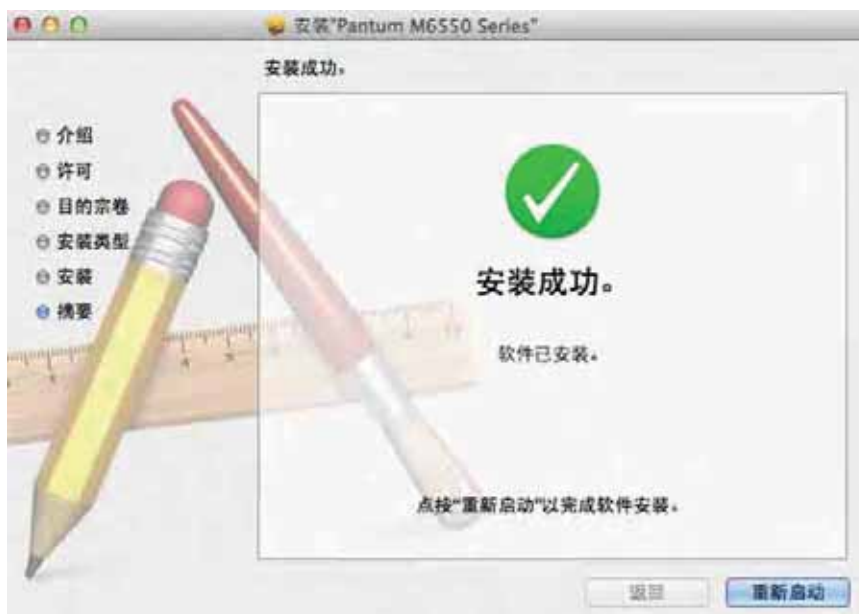 安装"Pantum M6550 Series"
安装成功。
介绍
许可
目的宗卷
安装类型
安装
摘要
安装成功。
软件已安装。
点按"重新启动"以完成软件安装。
返回
重新启动